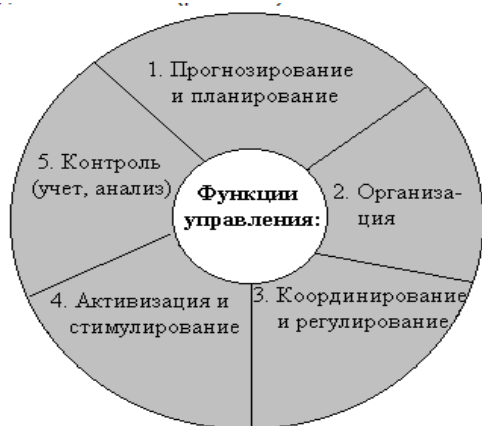 1. Прогнозирование
и планирование
5. Контроль
(учет, анализ)
Функции
управления:
2. Организа-
ция
4. Активизация и
стимулирование
3. Координирование
и регулирование